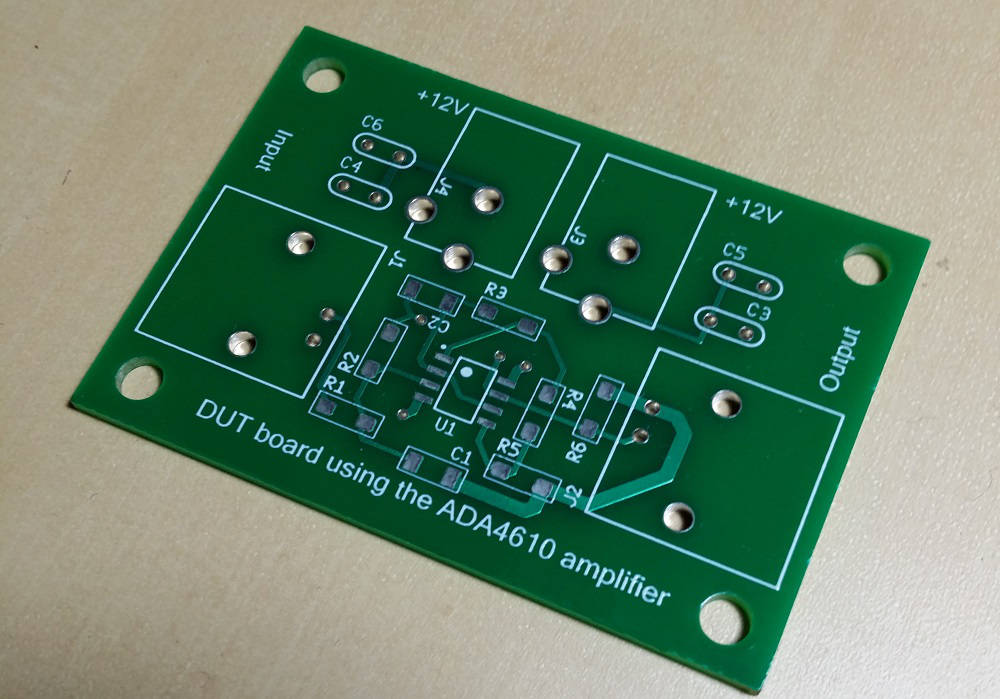 +12V
C6
Input
C4
J4
+12V
J3
C5
J1
R3
C3
C2
R2
Output
R1
R4
U1
R6
R5
C1
J2
DUT board using the ADA4610 amplifier